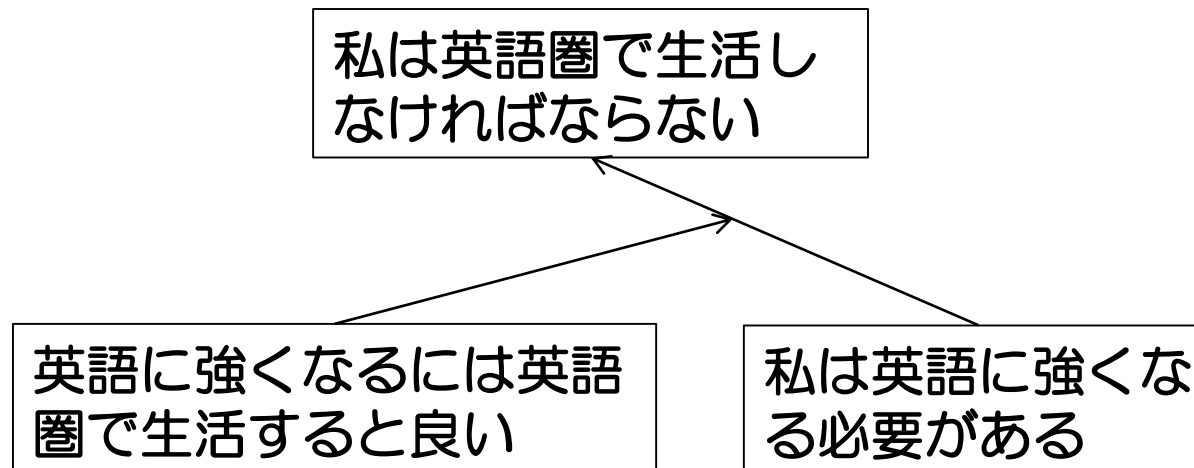 私は英語圏で生活し
なければならない
英語に強くなるには英語
圏で生活すると良い
私は英語に強くな
る必要がある